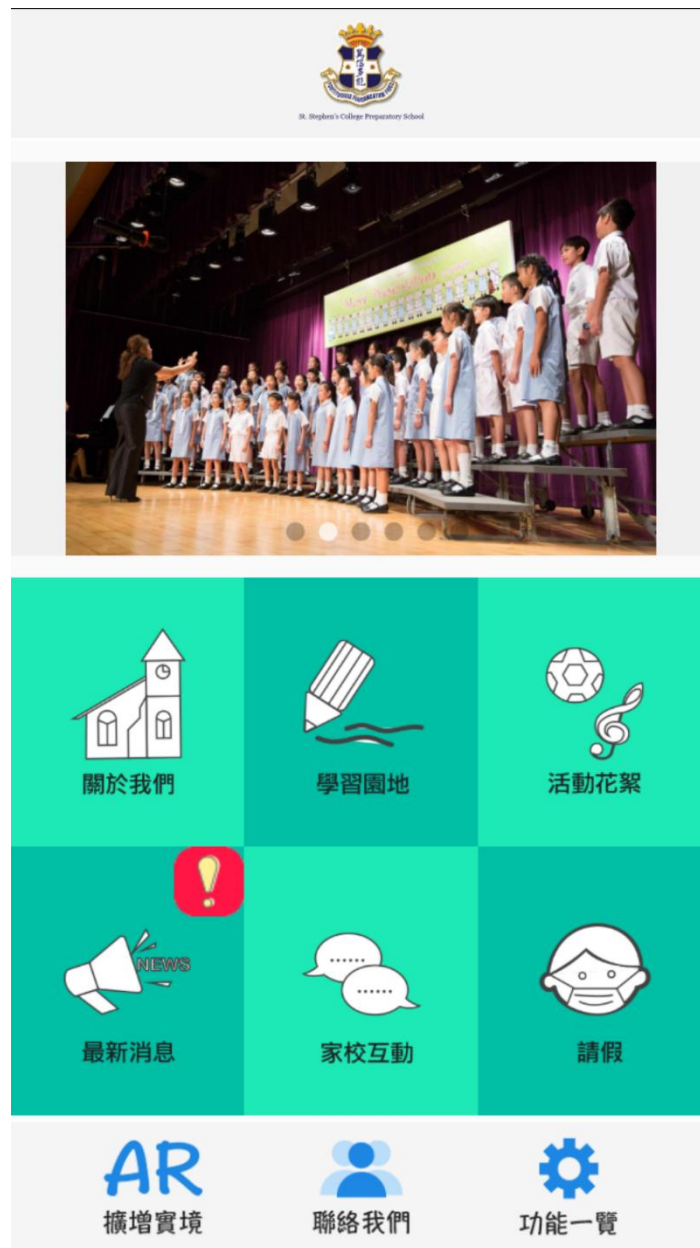 St. Stephen's College Preparatory School
關於我們
學習園地
活動花絮
NEWS
最新消息
家校互動
請假
AR
擴增實境
聯絡我們
功能一覽